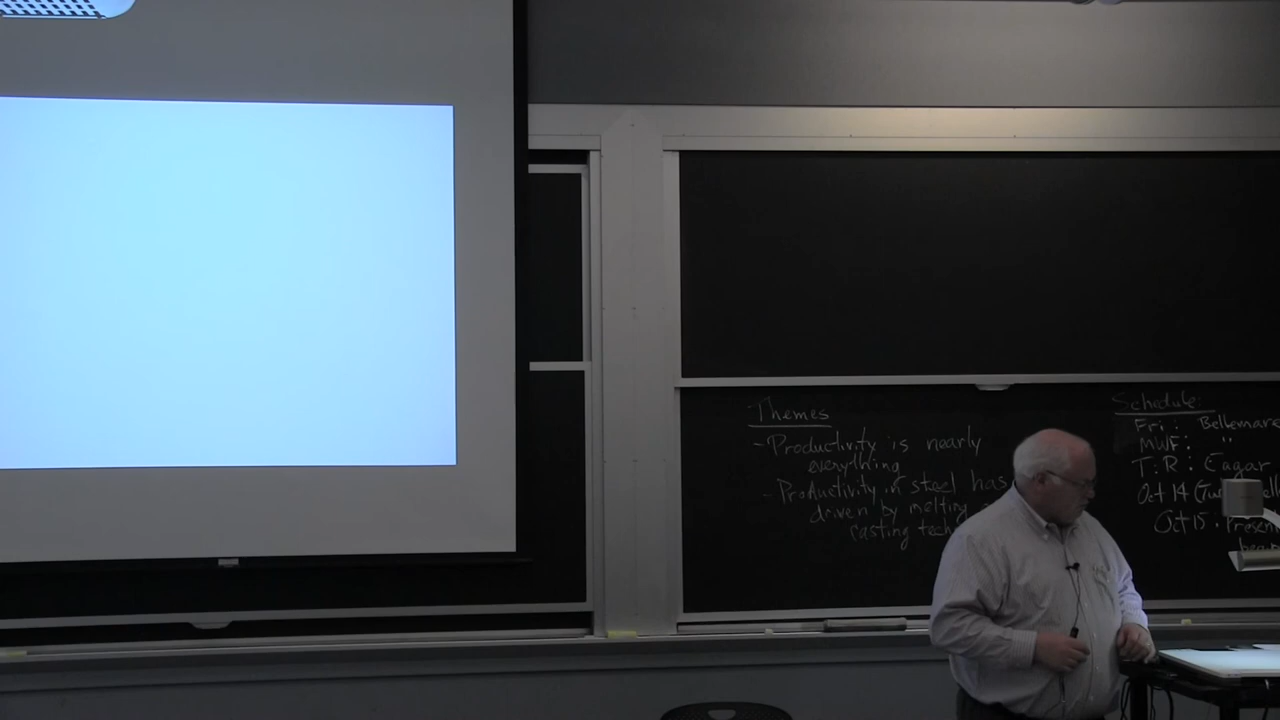 Themes
-Productivity is nearly
everything
-Productivity in steel has
driven by melting
casting tech
Schedule:
Fri: Bellemare
MWF: "
T:R: Eagar
Oct 14 (Tu
Oct 15: Presen